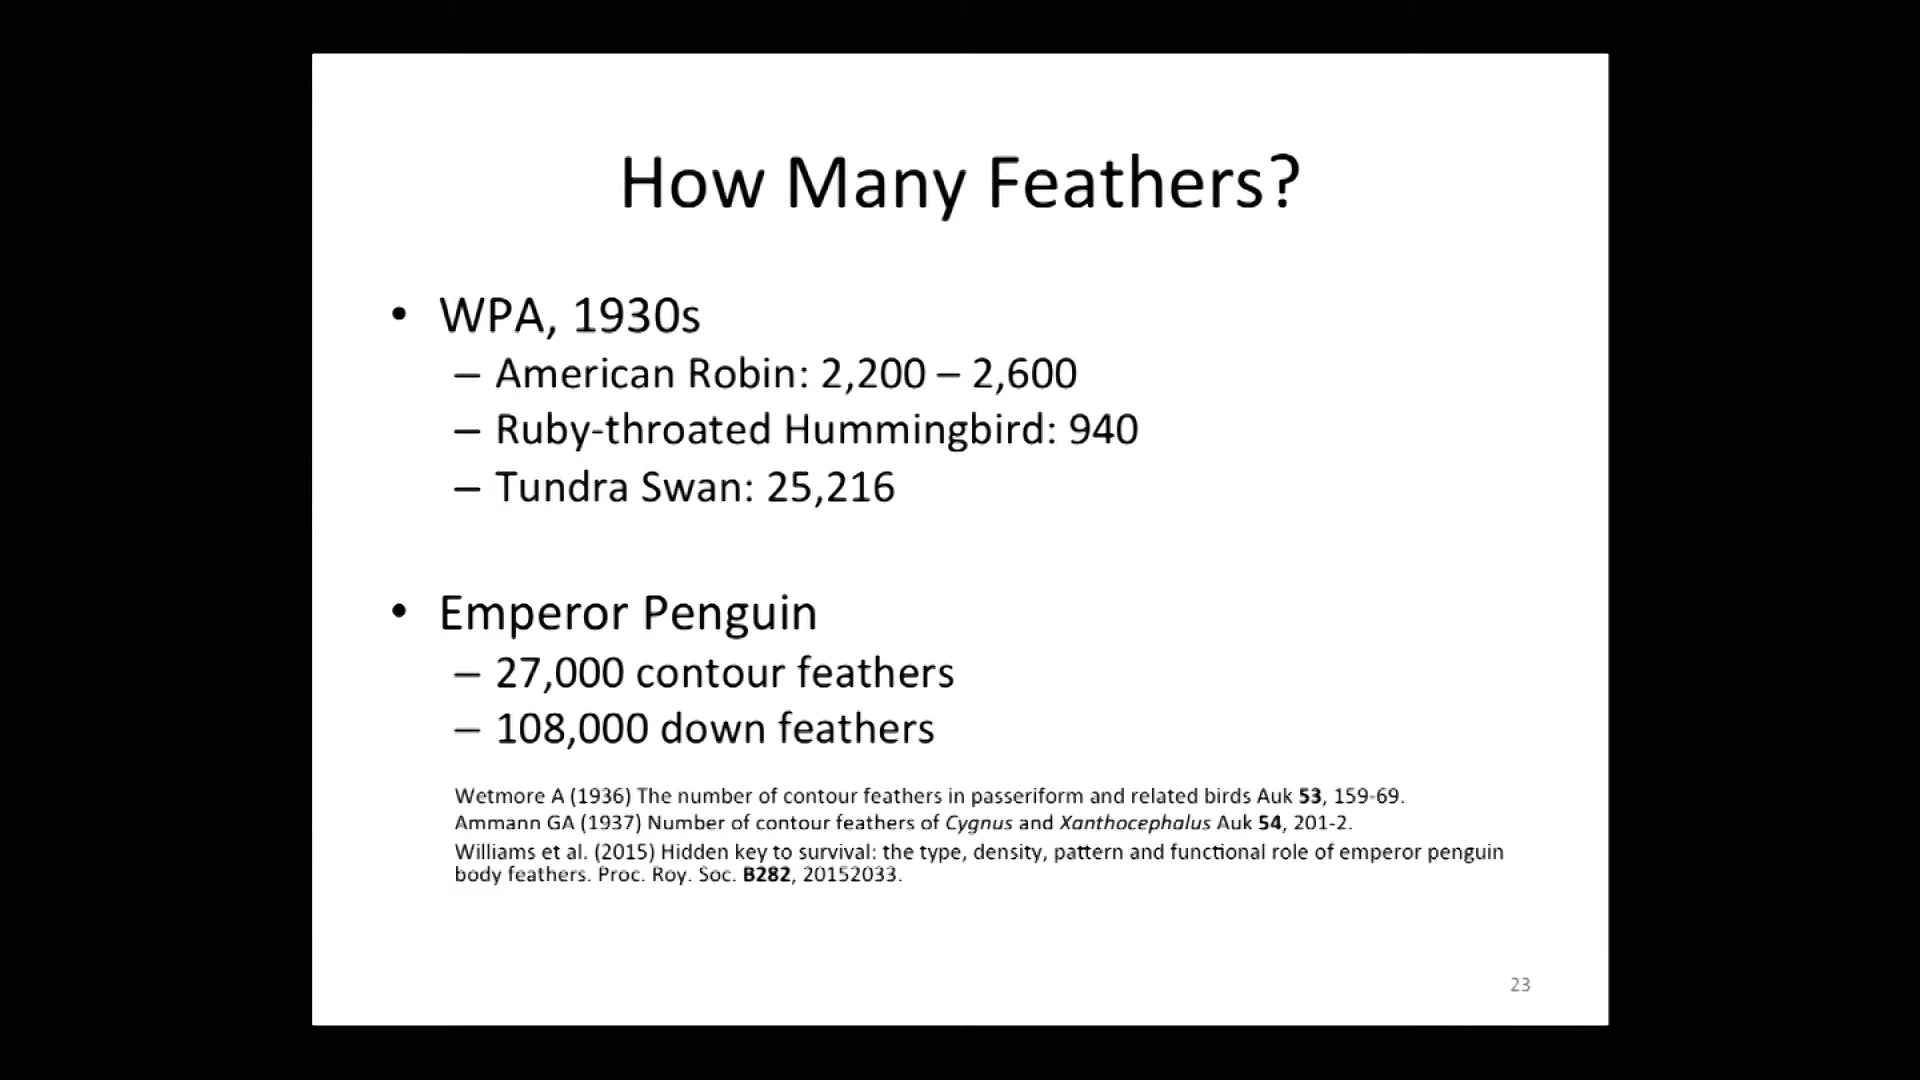 How Many Feathers?
• WPA, 1930s
– American Robin: 2,200 – 2,600
– Ruby-throated Hummingbird: 940
– Tundra Swan: 25,216
• Emperor Penguin
– 27,000 contour feathers
– 108,000 down feathers
Wetmore A (1936) The number of contour feathers in passeriform and related birds Auk 53, 159-69.
Ammann GA (1937) Number of contour feathers of Cygnus and Xanthocephalus Auk 54, 201-2.
Williams et al. (2015) Hidden key to survival: the type, density, pattern and functional role of emperor penguin
body feathers. Proc. Roy. Soc. B282, 20152033.
23